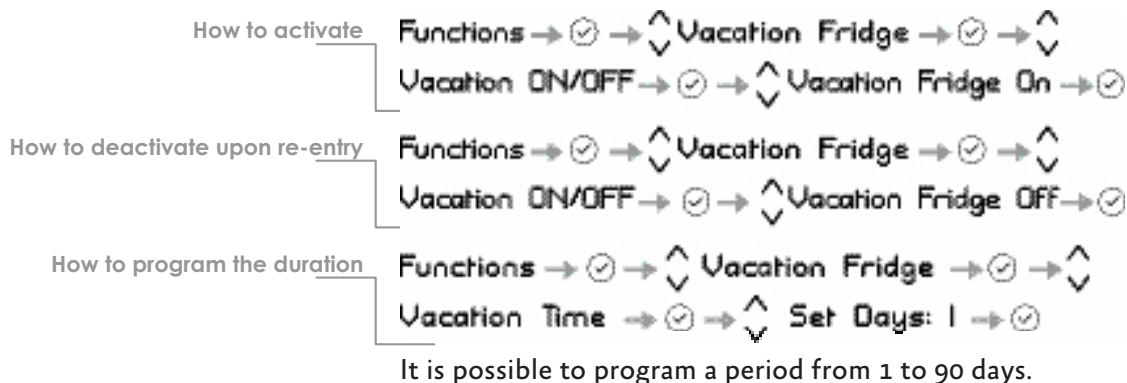 How to activate
Functions Vacation Fridge
Vacation ON/OFF Vacation Fridge On
How to deactivate upon re-entry
Functions Vacation Fridge
Vacation ON/OFF Vacation Fridge Off
How to program the duration
Functions Vacation Fridge
Vacation Time Set Days: 1
It is possible to program a period from 1 to 90 days.